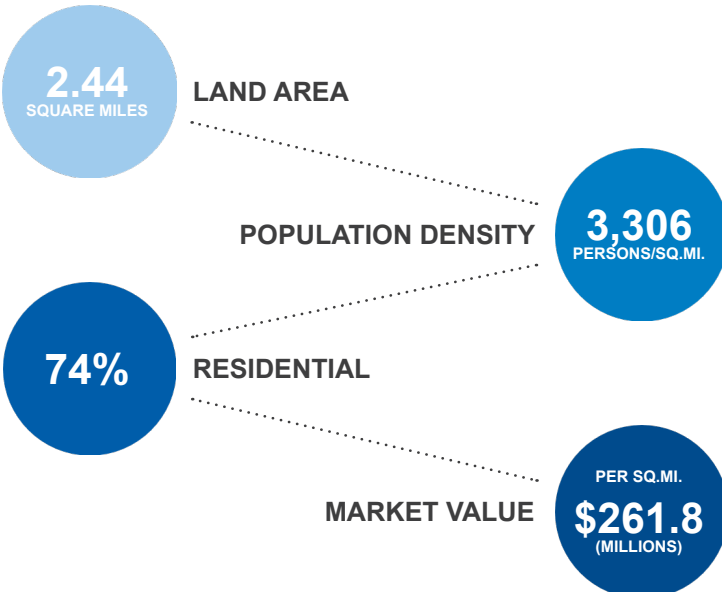 2.44
SQUARE MILES
LAND AREA
POPULATION DENSITY
3,306
PERSONS/SQ.MI.
74%
RESIDENTIAL
MARKET VALUE
PER SQ.MI.
$261.8
(MILLIONS)